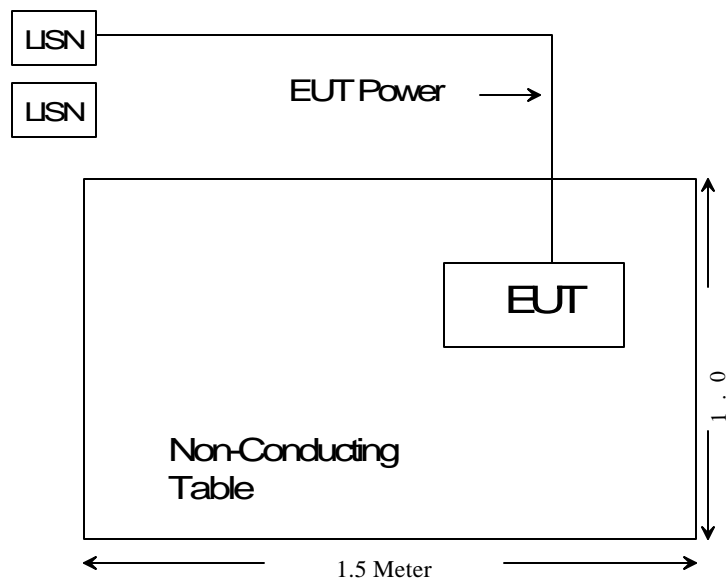 LISN
EUT Power
LISN
EUT
1 . 0
Non-Conducting
Table
1.5 Meter